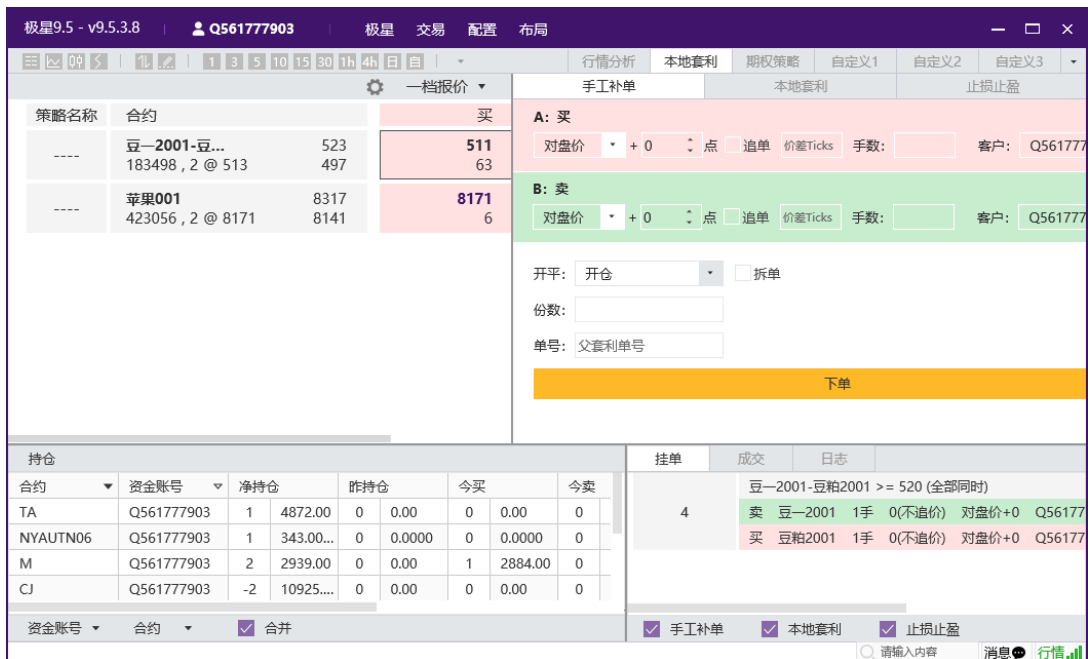 极星9.5 - v9.5.3.8 Q561777903 极星 交易 配置 布局
1 3 5 10 15 30 1h 4h 日 自 行情分析 本地套利 期权策略 自定义1 自定义2 自定义3
一档报价 手工补单 本地套利 止损止盈
策略名称 合约 买
A: 买
---- 豆一2001-豆... 523 511
183498 , 2 @ 513 497 63
对盘价 + 0 点 追单 价差Ticks 手数: 客户: Q561777
---- 苹果001 8317 8171
423056 , 2 @ 8171 8141 6
B: 卖
对盘价 + 0 点 追单 价差Ticks 手数: 客户: Q561777
开平: 开仓 拆单
份数:
单号: 父套利单号
下单
持仓
合约 资金账号 净持仓 昨持仓 今买 今卖
TA Q561777903 1 4872.00 0 0.00 0 0.00 0
NYAUTN06 Q561777903 1 343.00... 0 0.0000 0 0.0000 0
M Q561777903 2 2939.00 0 0.00 1 2884.00 0
CJ Q561777903 -2 10925.... 0 0.00 0 0.00 0
资金账号 合约 合并
挂单 成交 日志
豆一2001-豆粕2001 >= 520 (全部同时)
4 卖 豆一2001 1手 0(不追价) 对盘价+0 Q56177
买 豆粕2001 1手 0(不追价) 对盘价+0 Q56177
手工补单 本地套利 止损止盈
请输入内容 消息 行情